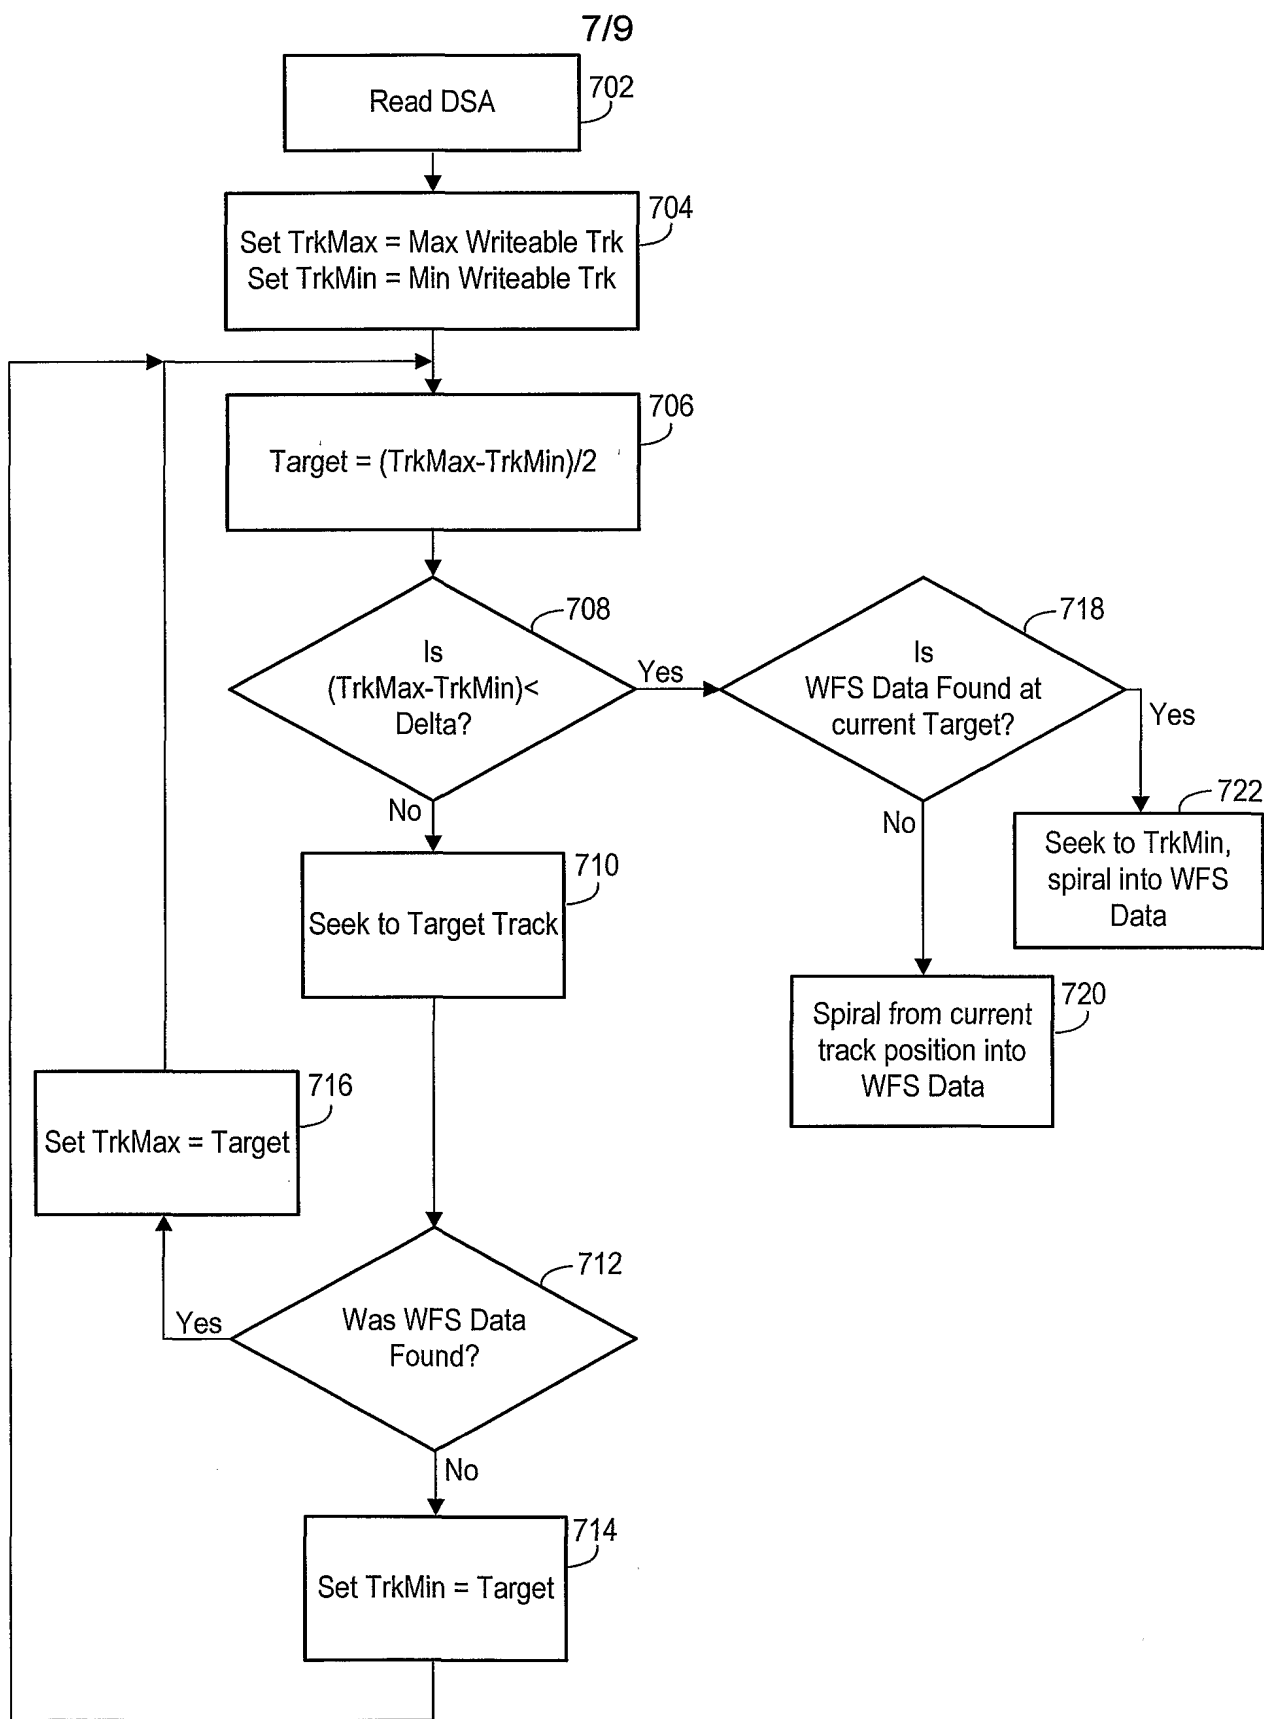 7/9
Read DSA
702
704
Set TrkMax = Max Writeable Trk
Set TrkMin = Min Writeable Trk
706
Target = (TrkMax-TrkMin)/2
708
Is
(TrkMax-TrkMin)<
Delta?
Yes
No
718
Is
WFS Data Found at
current Target?
Yes
No
722
Seek to TrkMin,
spiral into WFS
Data
710
Seek to Target Track
720
Spiral from current
track position into
WFS Data
716
Set TrkMax = Target
712
Was WFS Data
Found?
Yes
No
714
Set TrkMin = Target